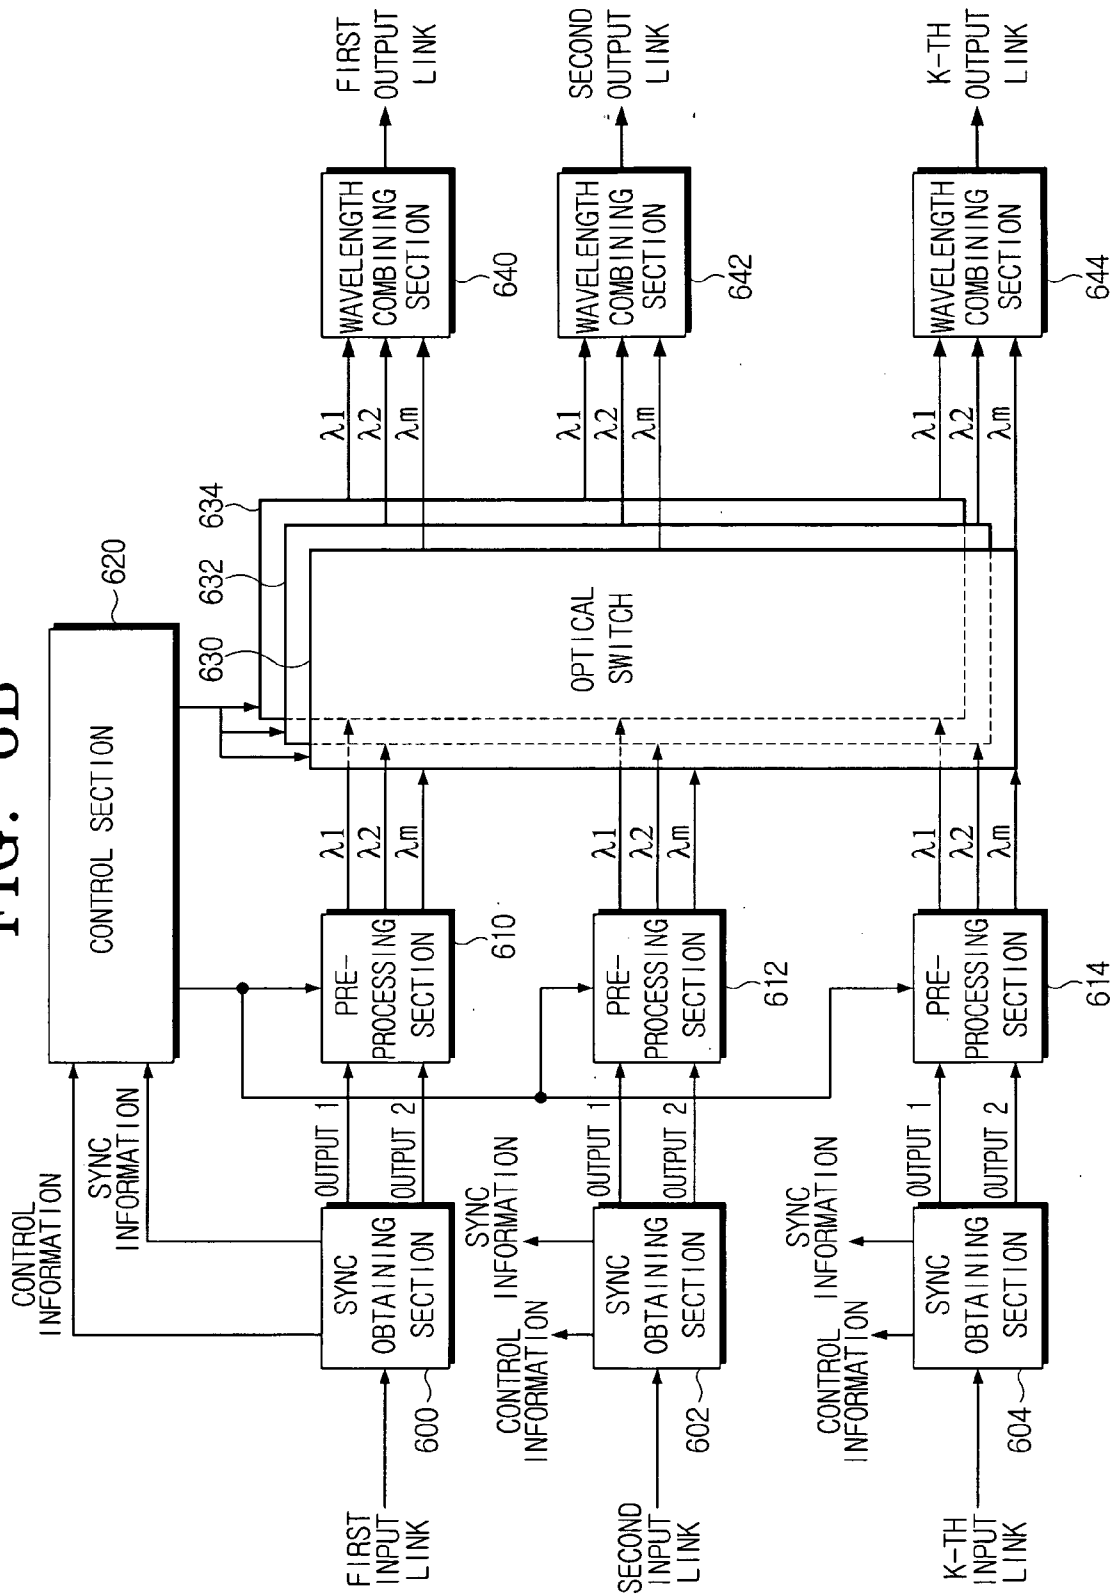 FIG. 6B
CONTROL
INFORMATION
SYNC
INFORMATION
CONTROL SECTION
620
FIRST
INPUT
LINK
SYNC
OBTAINING
SECTION
600
OUTPUT 1
OUTPUT 2
PRE-
PROCESSING
SECTION
610
λ1
λ2
λm
630
632
634
OPTICAL
SWITCH
λ1
λ2
λm
WAVELENGTH
COMBINING
SECTION
640
FIRST
OUTPUT
LINK
SECOND
INPUT
LINK
CONTROL
INFORMATION
SYNC
INFORMATION
SYNC
OBTAINING
SECTION
602
OUTPUT 1
OUTPUT 2
PRE-
PROCESSING
SECTION
612
λ1
λ2
λm
λ1
λ2
λm
WAVELENGTH
COMBINING
SECTION
642
SECOND
OUTPUT
LINK
K-TH
INPUT
LINK
CONTROL
INFORMATION
SYNC
INFORMATION
SYNC
OBTAINING
SECTION
604
OUTPUT 1
OUTPUT 2
PRE-
PROCESSING
SECTION
614
λ1
λ2
λm
λ1
λ2
λm
WAVELENGTH
COMBINING
SECTION
644
K-TH
OUTPUT
LINK